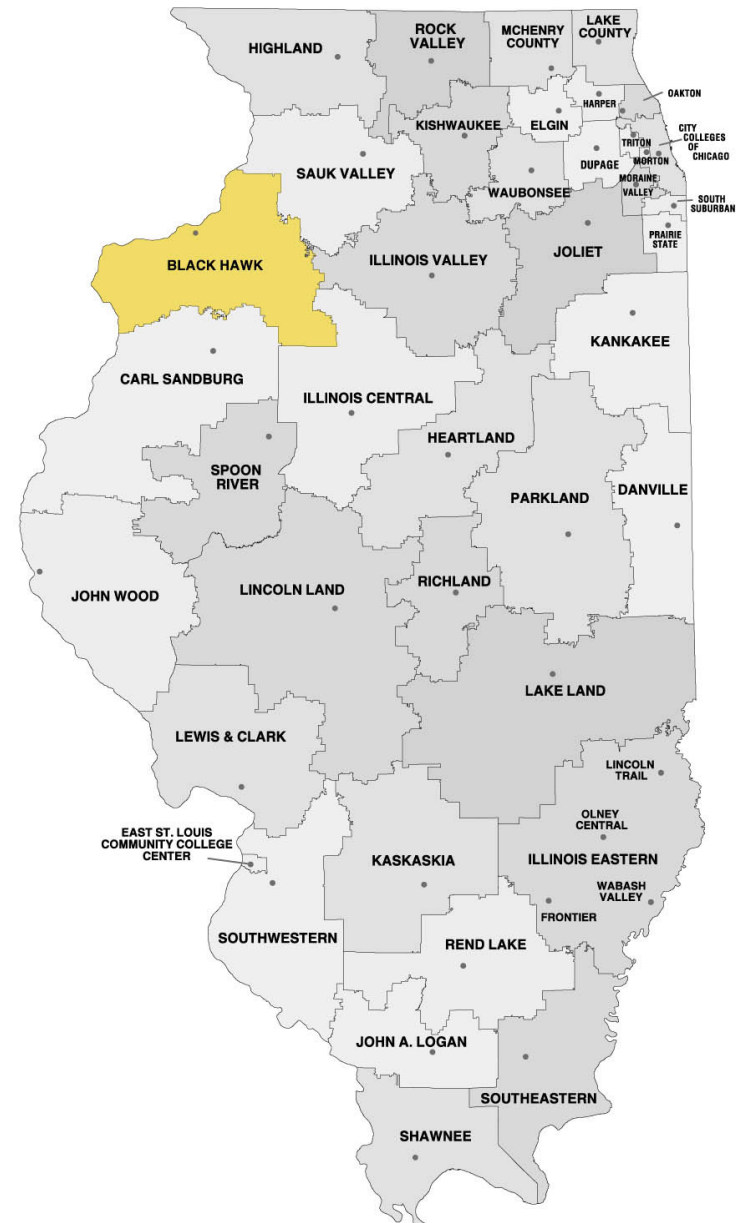 HIGHLAND
ROCK
VALLEY
MCHENRY
COUNTY
LAKE
COUNTY
HARPER
OAKTON
KISHWAUKEE
ELGIN
CITY
COLLEGES
OF
CHICAGO
TRITON
MORTON
DUPAGE
SAUK VALLEY
WAUBONSEE
MORAINE
VALLEY
SOUTH
SUBURBAN
PRAIRIE
STATE
BLACK HAWK
ILLINOIS VALLEY
JOLIET
KANKAKEE
CARL SANDBURG
ILLINOIS CENTRAL
HEARTLAND
SPOON
RIVER
PARKLAND
DANVILLE
JOHN WOOD
LINCOLN LAND
RICHLAND
LAKE LAND
LEWIS & CLARK
LINCOLN
TRAIL
OLNEY
CENTRAL
EAST ST. LOUIS
COMMUNITY COLLEGE
CENTER
KASKASKIA
ILLINOIS EASTERN
WABASH
VALLEY
FRONTIER
SOUTHWESTERN
REND LAKE
JOHN A. LOGAN
SOUTHEASTERN
SHAWNEE